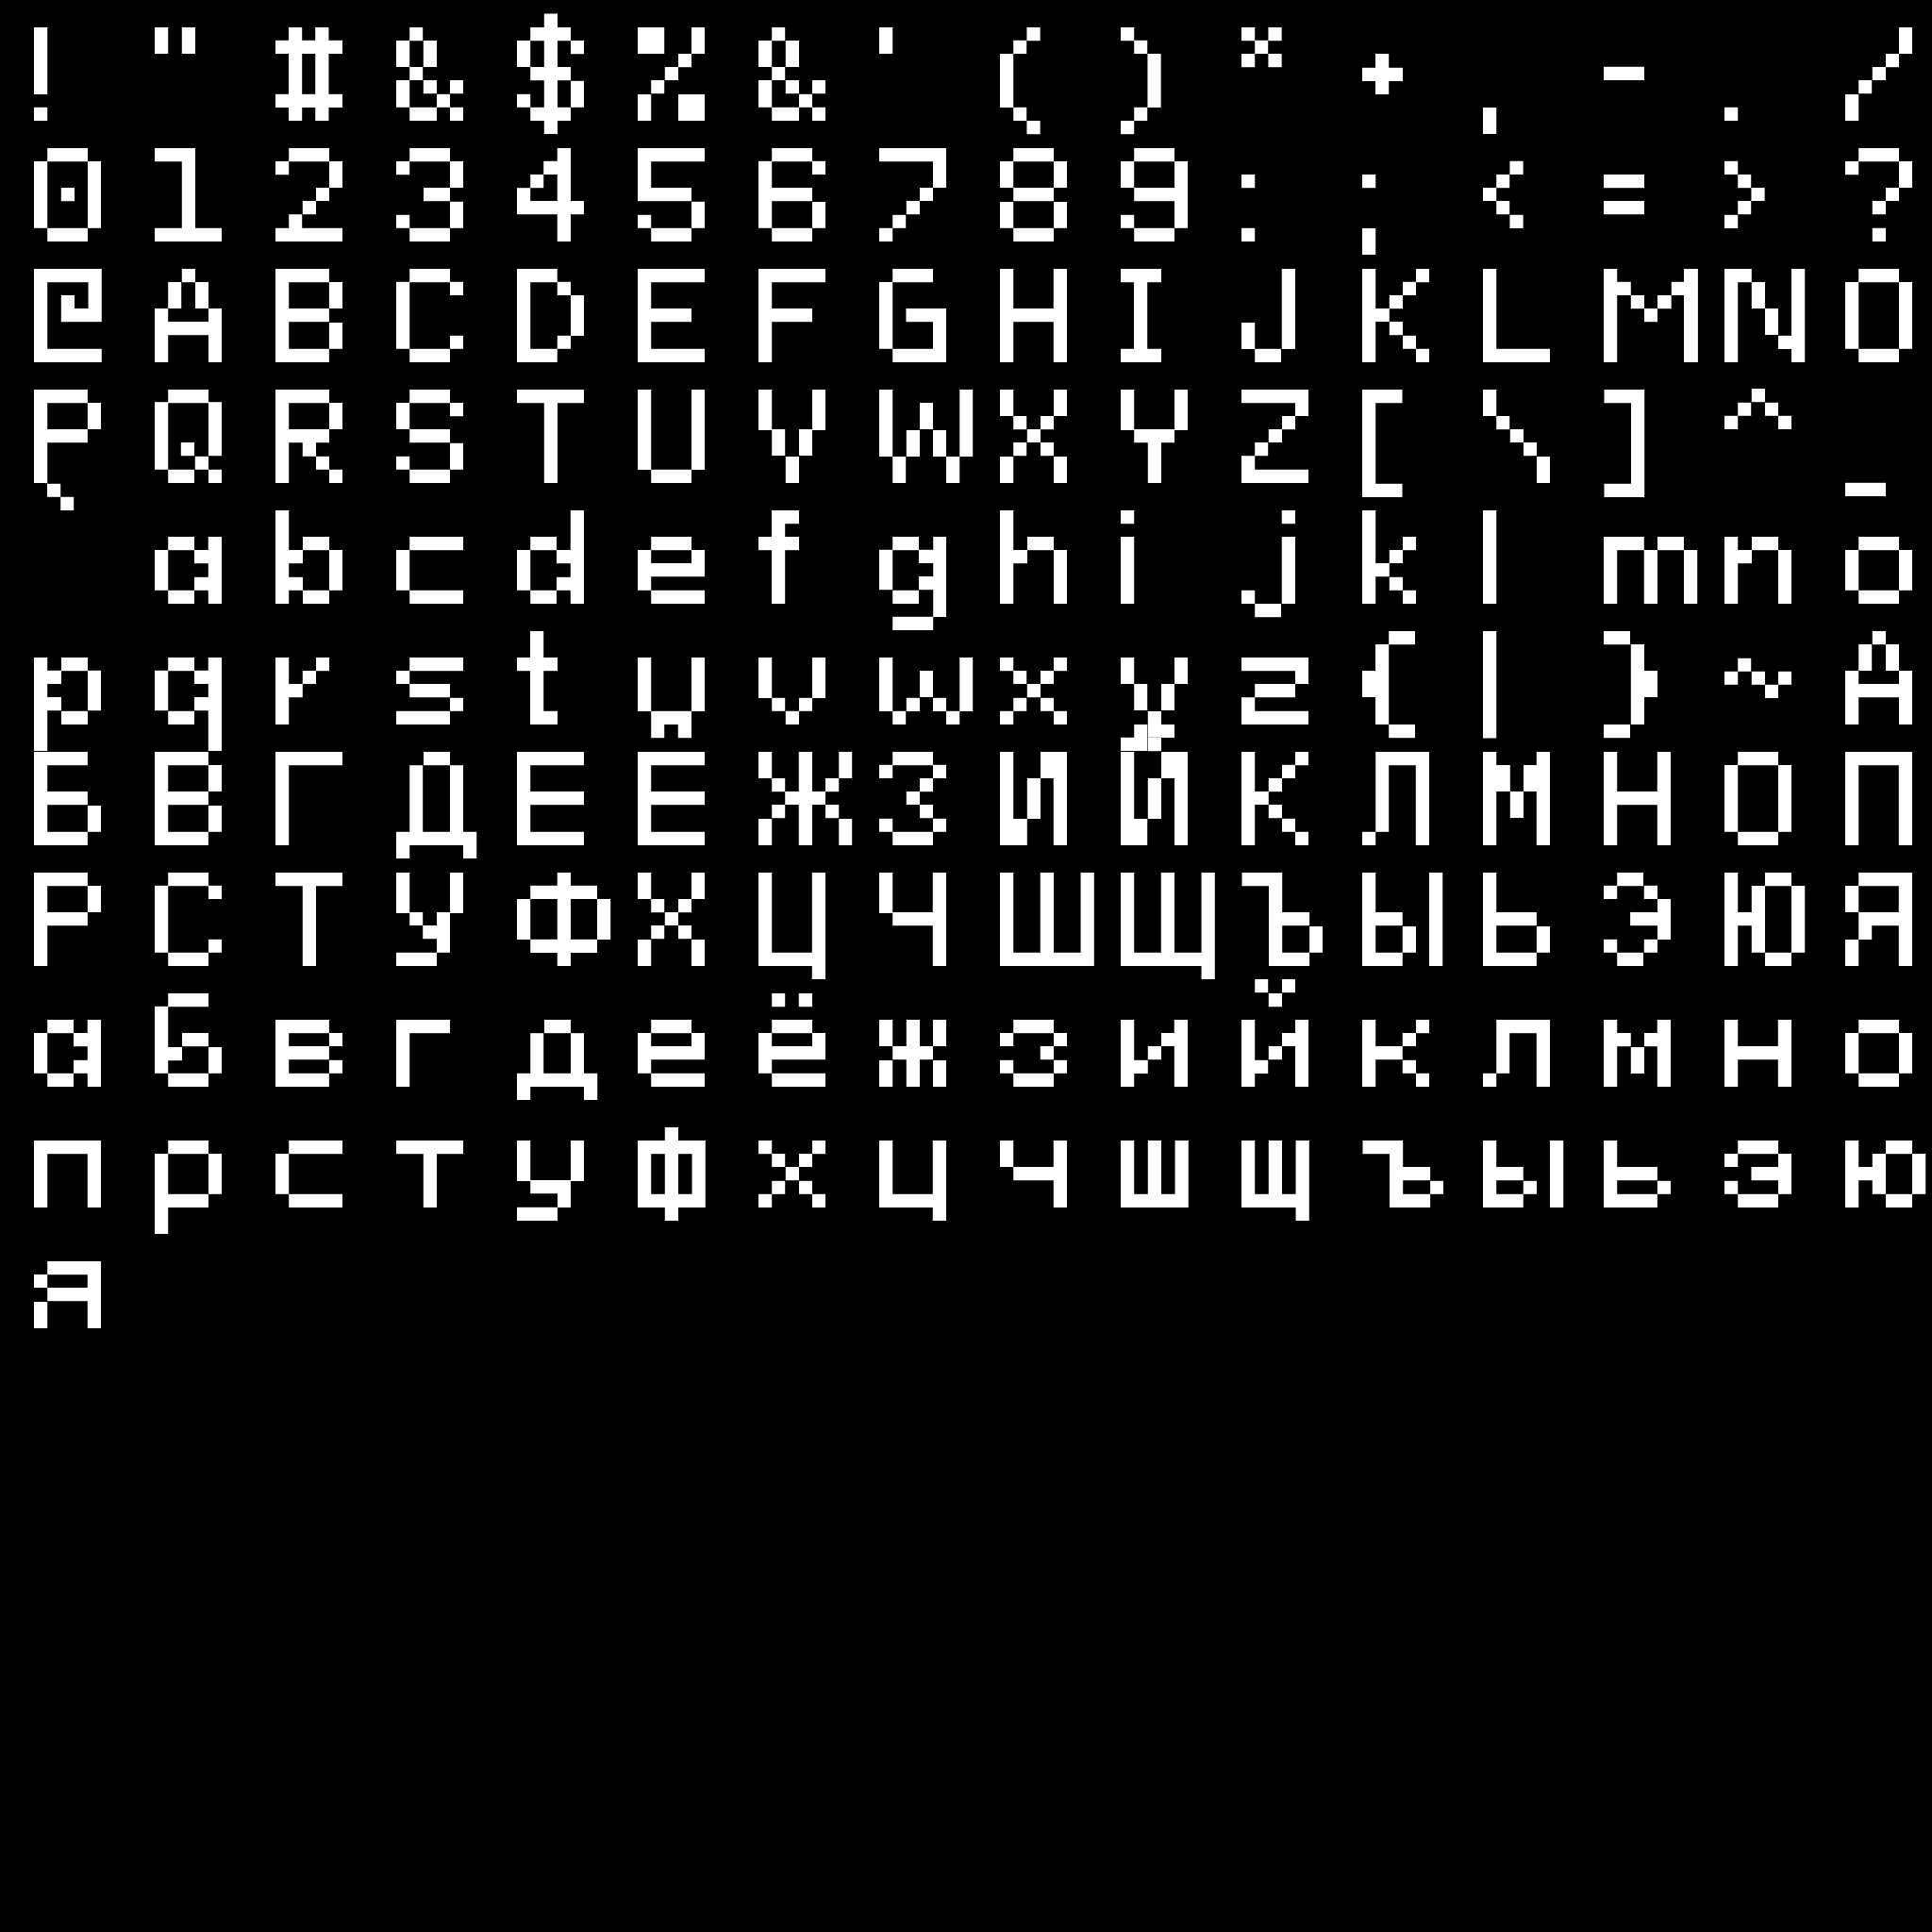 ! " # & $ % & ' ( ) * + , - . /
0 1 2 3 4 5 6 7 8 9 : ; < = > ?
@ A B C D E F G H I J K L M N O
P Q R S T U V W X Y Z [ \ ] ^ _
` a b c d e f g h i j k l m n o
p q r s t u v w x y z { | } ~ А
Б В Г Д Е Ё Ж З И Й К Л М Н О П
Р С Т У Ф Х Ц Ч Ш Щ Ъ Ы Ь Э Ю Я
а б в г д е ё ж з и й к л м н о
п р с т у ф х ц ч ш щ ъ ы ь э ю
я